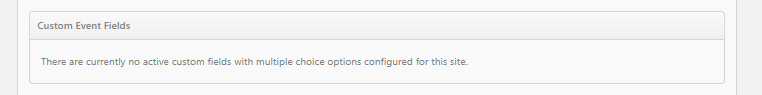 Custom Event Fields
There are currently no active custom fields with multiple choice options configured for this site.